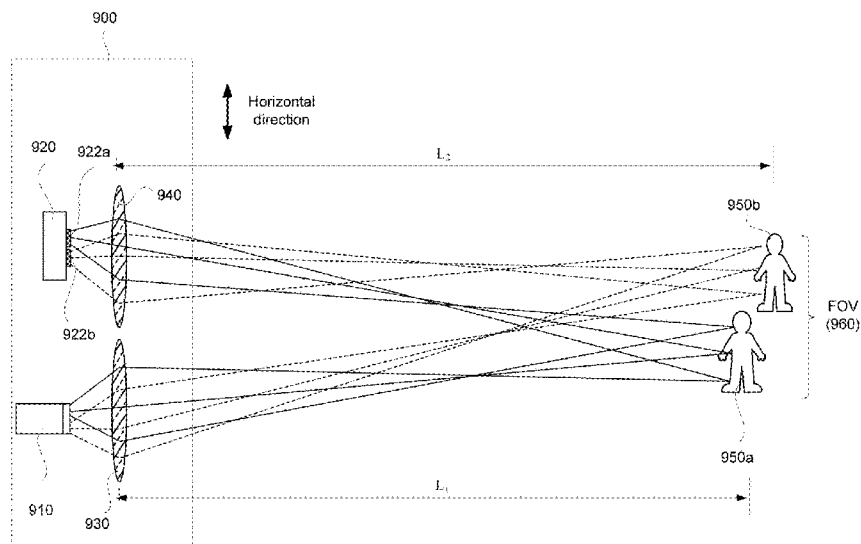 900
Horizontal
direction
920
922a
940
L2
950b
922b
FOV
(960)
910
930
L1
950a